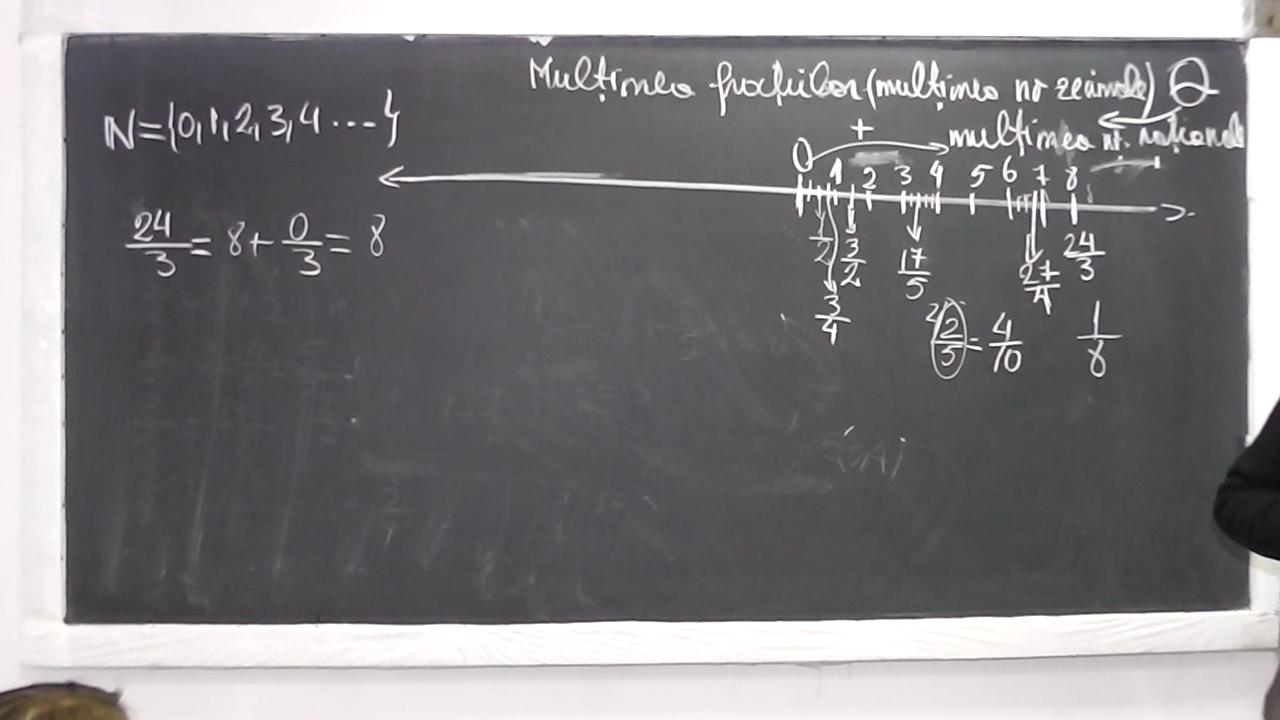 Mulțimea fracțiilor (mulțimea nr zecimale) Q
N={0,1,2,3,4 ....}
mulțimea nr. raționale
+
0 1 2 3 4 5 6 7 8
24/3 = 8 + 0/3 = 8
1/2 3/2 17/5 27/4 24/3
3/4
2) 2/5 = 4/10 1/8